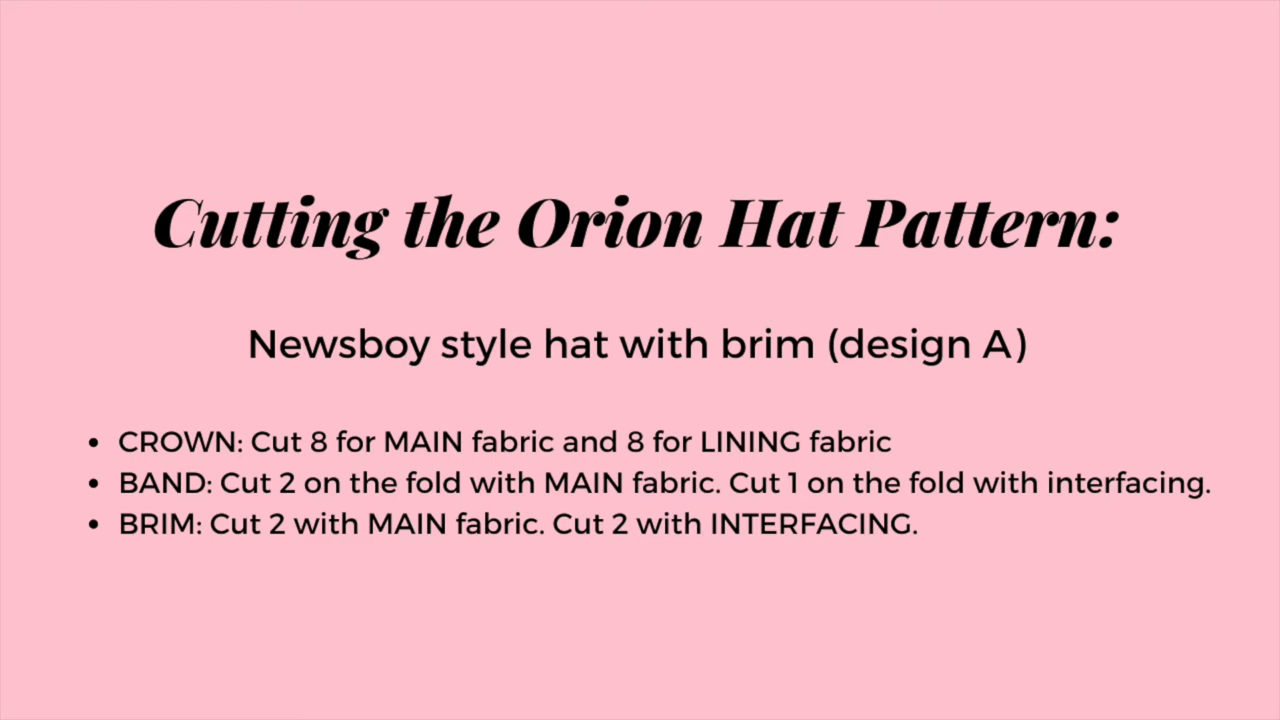 Cutting the Orion Hat Pattern:
Newsboy style hat with brim (design A)
• CROWN: Cut 8 for MAIN fabric and 8 for LINING fabric
• BAND: Cut 2 on the fold with MAIN fabric. Cut 1 on the fold with interfacing.
• BRIM: Cut 2 with MAIN fabric. Cut 2 with INTERFACING.